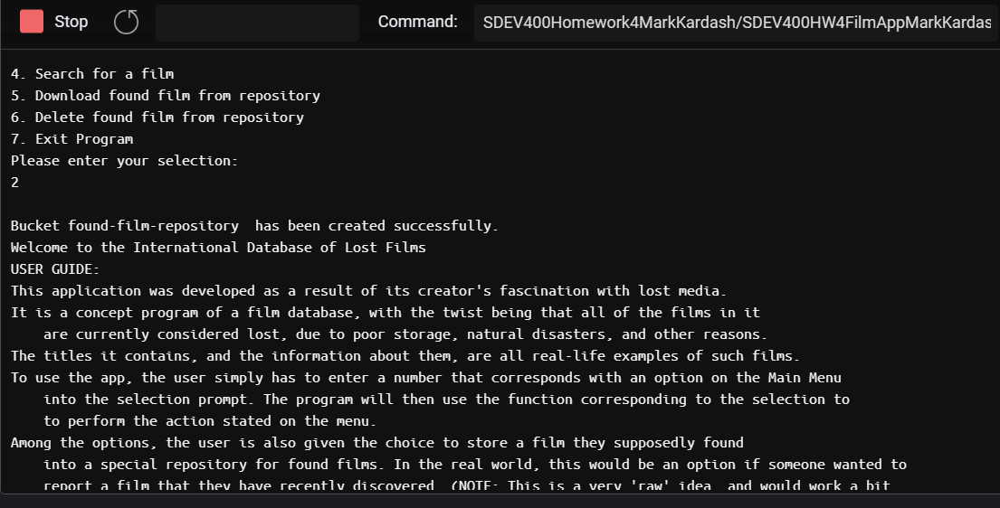 Stop
Command:
SDEV400Homework4MarkKardash/SDEV400HW4FilmAppMarkKardas
4. Search for a film
5. Download found film from repository
6. Delete found film from repository
7. Exit Program
Please enter your selection:
2
Bucket found-film-repository  has been created successfully.
Welcome to the International Database of Lost Films
USER GUIDE:
This application was developed as a result of its creator's fascination with lost media.
It is a concept program of a film database, with the twist being that all of the films in it
are currently considered lost, due to poor storage, natural disasters, and other reasons.
The titles it contains, and the information about them, are all real-life examples of such films.
To use the app, the user simply has to enter a number that corresponds with an option on the Main Menu
into the selection prompt. The program will then use the function corresponding to the selection to
to perform the action stated on the menu.
Among the options, the user is also given the choice to store a film they supposedly found
into a special repository for found films. In the real world, this would be an option if someone wanted to
report a film that they have recently discovered  (NOTE: This is a very 'raw' idea  and would work a bit